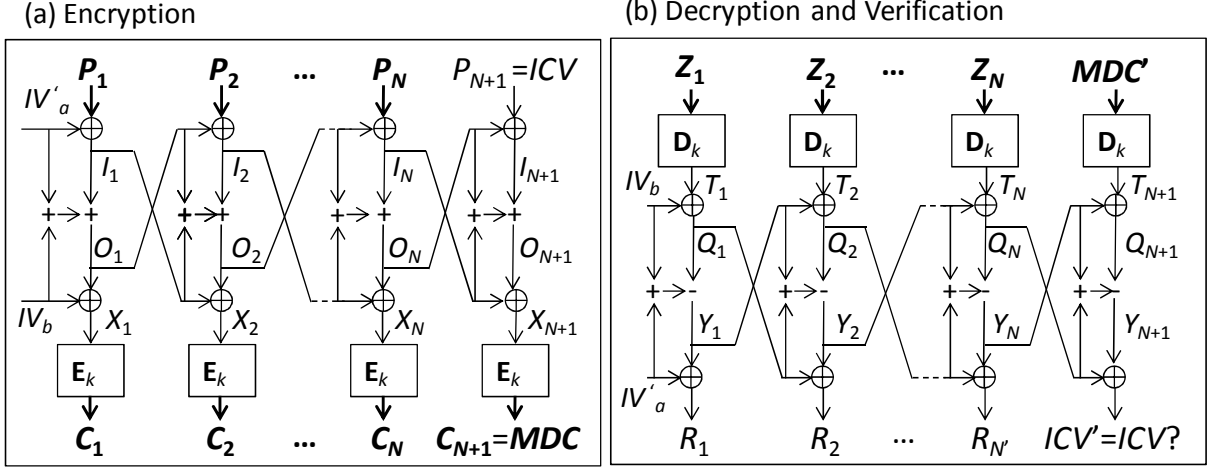 (a) Encryption
P1 P2 ... PN PN+1=ICV
IV'a
I1 I2 IN IN+1
+ + + + + + + +
O1 O2 ON ON+1
IVb X1 X2 XN XN+1
Ek Ek Ek Ek
C1 C2 ... CN CN+1=MDC
(b) Decryption and Verification
Z1 Z2 ... ZN MDC'
Dk Dk Dk Dk
IVb T1 T2 TN TN+1
Q1 Q2 QN QN+1
+ - + - + - + -
Y1 Y2 YN YN+1
IV'a
R1 R2 ... RN' ICV'=ICV?